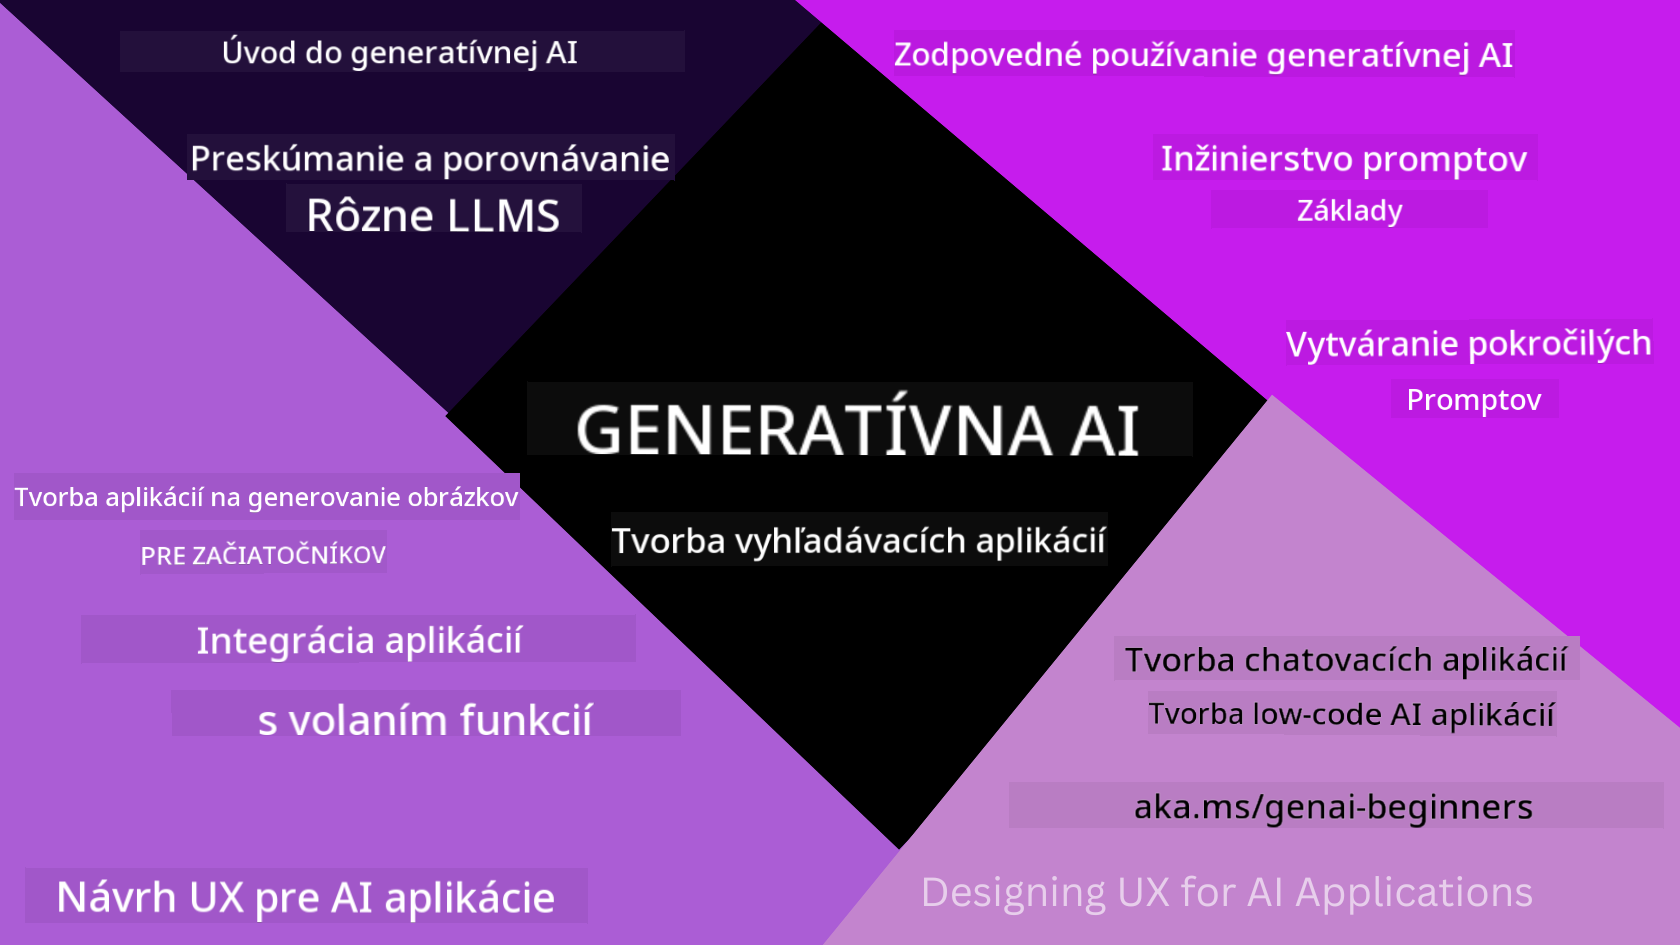 Úvod do generatívnej AI
Preskúmanie a porovnávanie
Rôzne LLMS
Zodpovedné používanie generatívnej AI
Inžinierstvo promptov
Základy
Vytváranie pokročilých
Promptov
GENERATÍVNA AI
Tvorba vyhľadávacích aplikácií
Tvorba aplikácií na generovanie obrázkov
PRE ZAČIATOČNÍKOV
Integrácia aplikácií
s volaním funkcií
Návrh UX pre AI aplikácie
Tvorba chatovacích aplikácií
Tvorba low-code AI aplikácií
aka.ms/genai-beginners
Designing UX for AI Applications